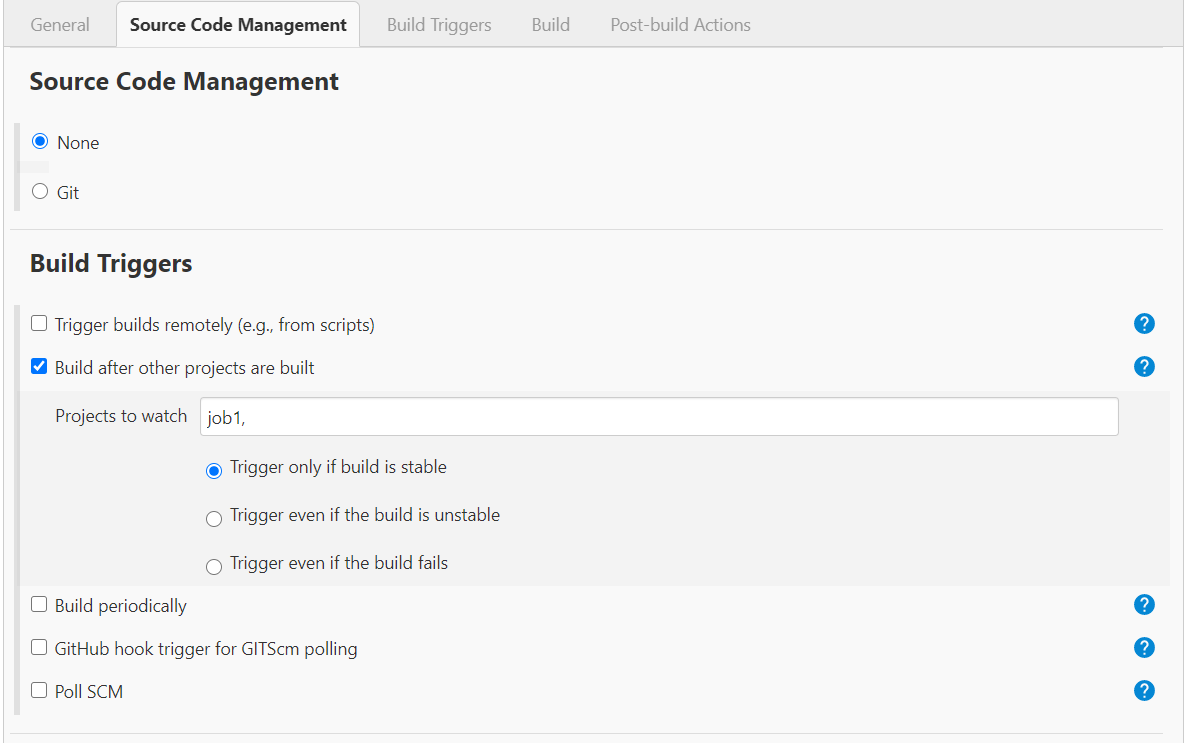 General Source Code Management Build Triggers Build Post-build Actions
Source Code Management
None
Git
Build Triggers
Trigger builds remotely (e.g., from scripts) ?
Build after other projects are built ?
Projects to watch job1,
Trigger only if build is stable
Trigger even if the build is unstable
Trigger even if the build fails
Build periodically ?
GitHub hook trigger for GITScm polling ?
Poll SCM ?